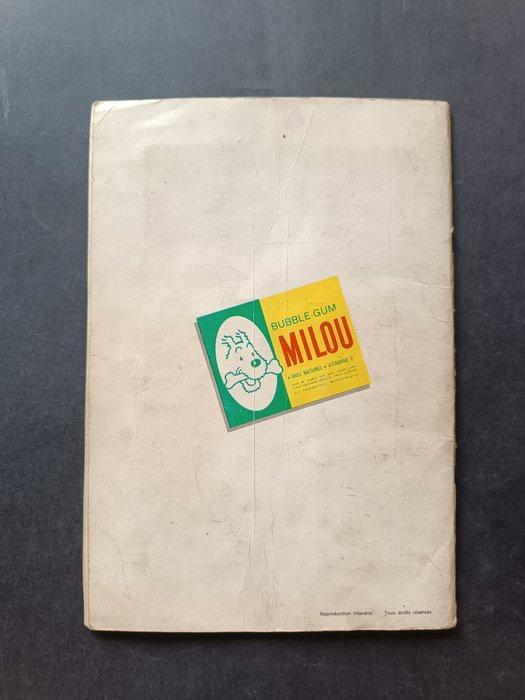 BUBBLE-GUM
MILOU
+ MIEL NATUREL + VITAMINE C
Reproduction interdite - Tous droits réservés